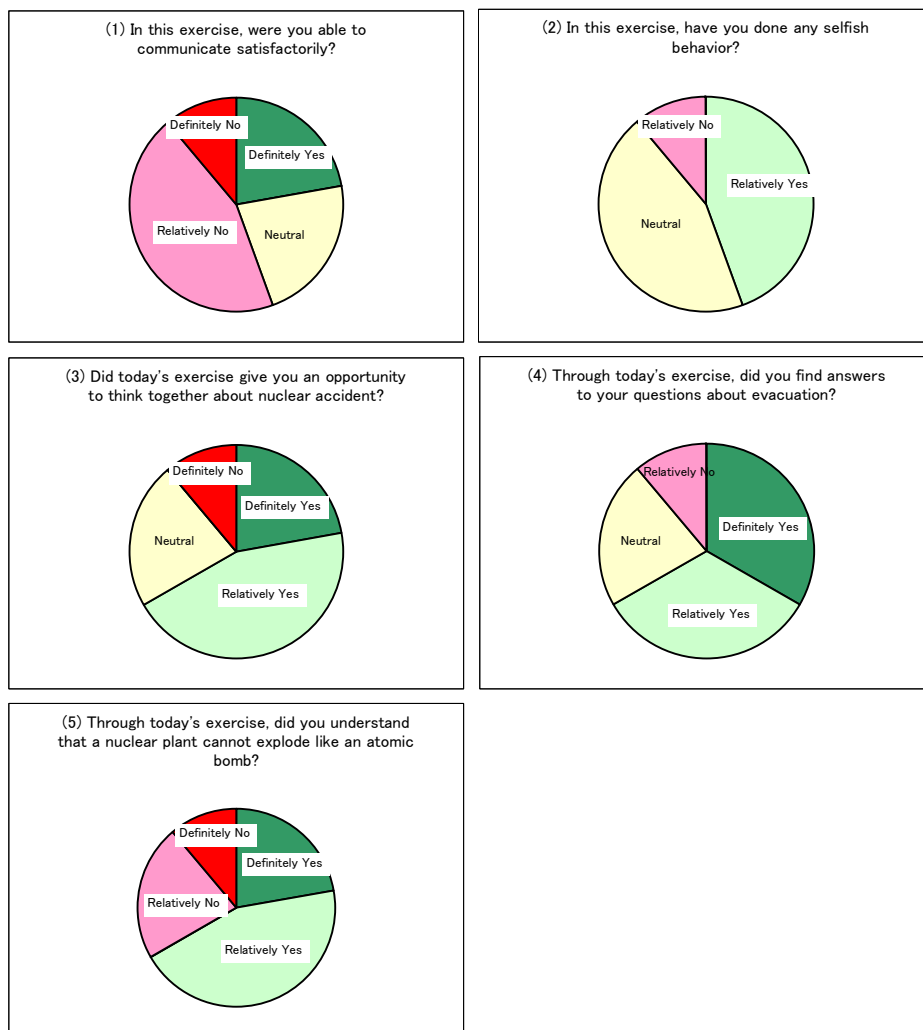 (1) In this exercise, were you able to
communicate satisfactorily?
Definitely No
Definitely Yes
Relatively No
Neutral
(2) In this exercise, have you done any selfish
behavior?
Relatively No
Relatively Yes
Neutral
(3) Did today's exercise give you an opportunity
to think together about nuclear accident?
Definitely No
Definitely Yes
Neutral
Relatively Yes
(4) Through today's exercise, did you find answers
to your questions about evacuation?
Relatively No
Definitely Yes
Neutral
Relatively Yes
(5) Through today's exercise, did you understand
that a nuclear plant cannot explode like an atomic
bomb?
Definitely No
Definitely Yes
Relatively No
Relatively Yes